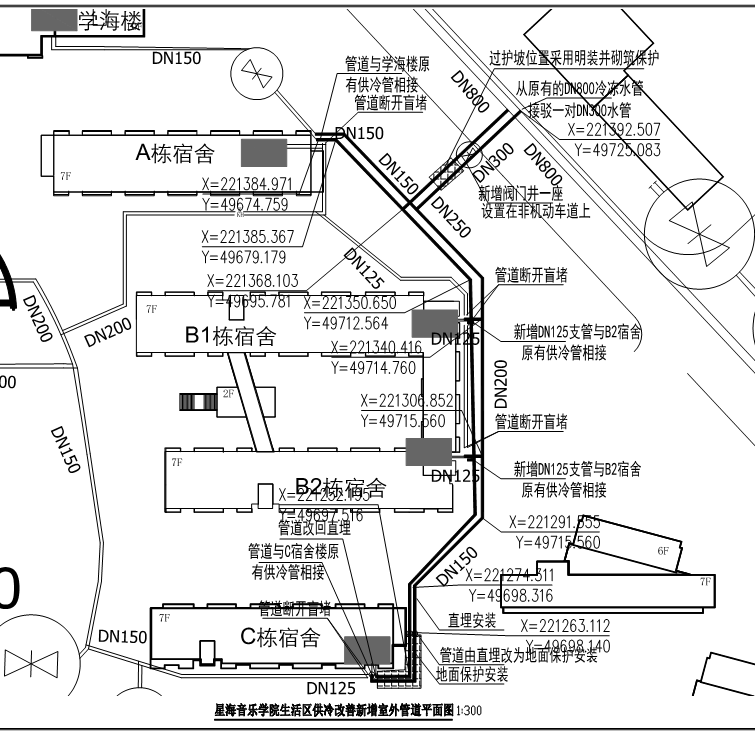 学海楼
DN150
管道与学海楼原
有供冷管相接
管道断开盲堵
DN150
过护坡位置采用明装并砌筑保护
DN800
从原有的DN800冷冻水管
接驳一对DN300水管
X=221392.507
Y=49725.083
DN300
DN800
A栋宿舍
7F
DN150
DN250
新增阀门井一座
设置在非机动车道上
X=221384.971
Y=49674.759
X=221385.367
Y=49679.179
DN125
X=221368.103
Y=49695.781
X=221350.650
Y=49712.564
管道断开盲堵
DN200
DN200
7F
B1栋宿舍
DN125
新增DN125支管与B2宿舍
原有供冷管相接
X=221340.416
Y=49714.760
DN200
2F
00
X=221306.852
Y=49715.560
管道断开盲堵
DN150
7F
B2栋宿舍
DN125
新增DN125支管与B2宿舍
原有供冷管相接
Y=49697.516
管道改回直埋
Y=49715.560
管道与C宿舍楼原
有供冷管相接
DN150
6F
7F
X=221274.311
Y=49698.316
管道断开盲堵
直埋安装
X=221263.112
Y=49698.140
7F
DN150
C栋宿舍
管道由直埋改为地面保护安装
地面保护安装
DN125
星海音乐学院生活区供冷改善新增室外管道平面图 1:300